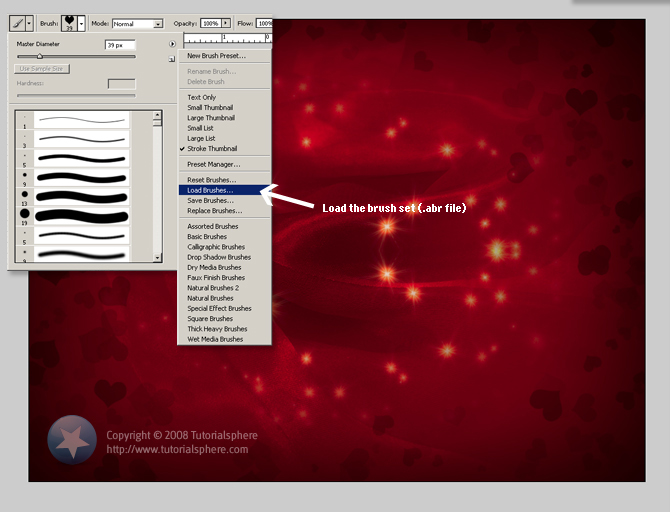 Brush:
39
Mode: Normal
Opacity: 100%
Flow: 100%
Master Diameter
39 px
Use Sample Size
Hardness:
1
3
5
9
13
19
5
9
1
0
New Brush Preset...
Rename Brush...
Delete Brush
Text Only
Small Thumbnail
Large Thumbnail
Small List
Large List
Stroke Thumbnail
Preset Manager...
Reset Brushes...
Load Brushes...
Save Brushes...
Replace Brushes...
Assorted Brushes
Basic Brushes
Calligraphic Brushes
Drop Shadow Brushes
Dry Media Brushes
Faux Finish Brushes
Natural Brushes 2
Natural Brushes
Special Effect Brushes
Square Brushes
Thick Heavy Brushes
Wet Media Brushes
Load the brush set (.abr file)
Copyright © 2008 Tutorialsphere
http://www.tutorialsphere.com